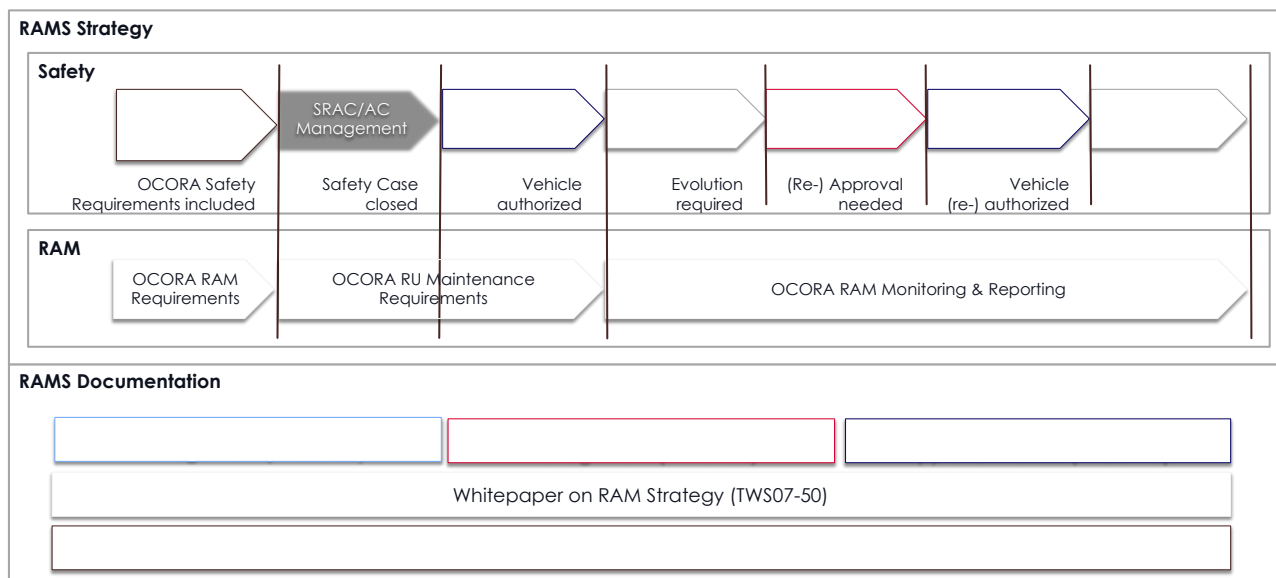 RAMS Strategy
Safety
SRAC/AC
Management
OCORA Safety
Requirements included
Safety Case
closed
Vehicle
authorized
Evolution
required
(Re-) Approval
needed
Vehicle
(re-) authorized
RAM
OCORA RAM
Requirements
OCORA RU Maintenance
Requirements
OCORA RAM Monitoring & Reporting
RAMS Documentation
Whitepaper on RAM Strategy (TWS07-50)